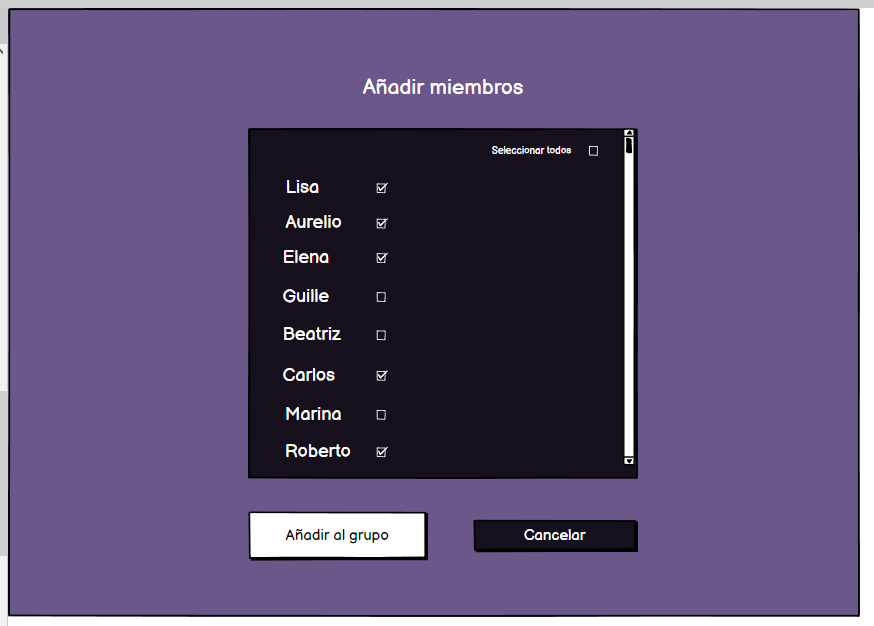 Añadir miembros
Seleccionar todos
Lisa
Aurelio
Elena
Guille
Beatriz
Carlos
Marina
Roberto
Añadir al grupo
Cancelar